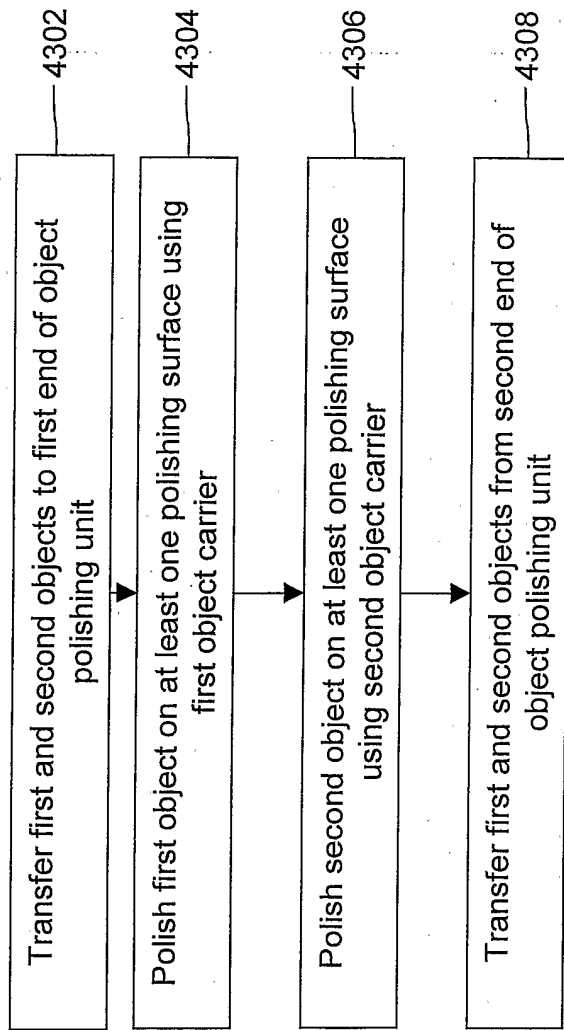 Transfer first and second objects to first end of object
polishing unit
4302
Polish first object on at least one polishing surface using
first object carrier
4304
Polish second object on at least one polishing surface
using second object carrier
4306
Transfer first and second objects from second end of
object polishing unit
4308